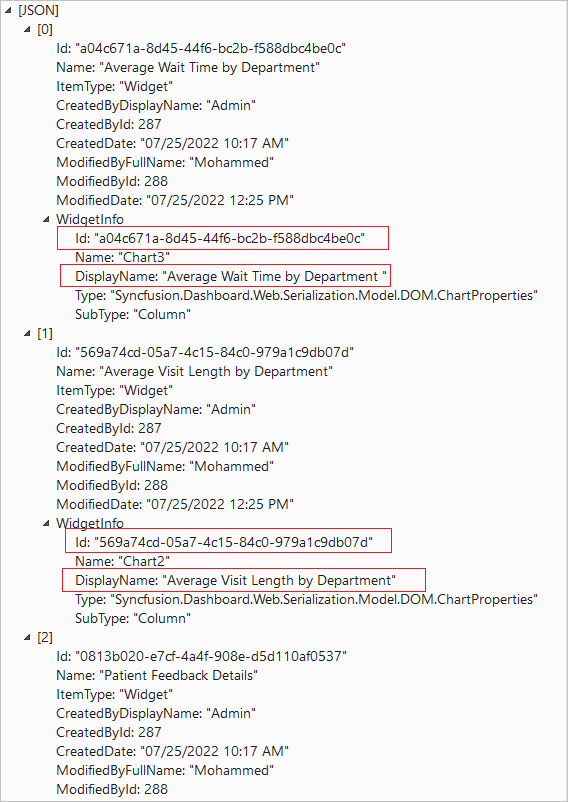 [JSON]
[0]
Id: "a04c671a-8d45-44f6-bc2b-f588dbc4be0c"
Name: "Average Wait Time by Department"
ItemType: "Widget"
CreatedByDisplayName: "Admin"
CreatedById: 287
CreatedDate: "07/25/2022 10:17 AM"
ModifiedByFullName: "Mohammed"
ModifiedById: 288
ModifiedDate: "07/25/2022 12:25 PM"
WidgetInfo
Id: "a04c671a-8d45-44f6-bc2b-f588dbc4be0c"
Name: "Chart3"
DisplayName: "Average Wait Time by Department "
Type: "Syncfusion.Dashboard.Web.Serialization.Model.DOM.ChartProperties"
SubType: "Column"
[1]
Id: "569a74cd-05a7-4c15-84c0-979a1c9db07d"
Name: "Average Visit Length by Department"
ItemType: "Widget"
CreatedByDisplayName: "Admin"
CreatedById: 287
CreatedDate: "07/25/2022 10:17 AM"
ModifiedByFullName: "Mohammed"
ModifiedById: 288
ModifiedDate: "07/25/2022 12:25 PM"
WidgetInfo
Id: "569a74cd-05a7-4c15-84c0-979a1c9db07d"
Name: "Chart2"
DisplayName: "Average Visit Length by Department"
Type: "Syncfusion.Dashboard.Web.Serialization.Model.DOM.ChartProperties"
SubType: "Column"
[2]
Id: "0813b020-e7cf-4a4f-908e-d5d110af0537"
Name: "Patient Feedback Details"
ItemType: "Widget"
CreatedByDisplayName: "Admin"
CreatedById: 287
CreatedDate: "07/25/2022 10:17 AM"
ModifiedByFullName: "Mohammed"
ModifiedById: 288